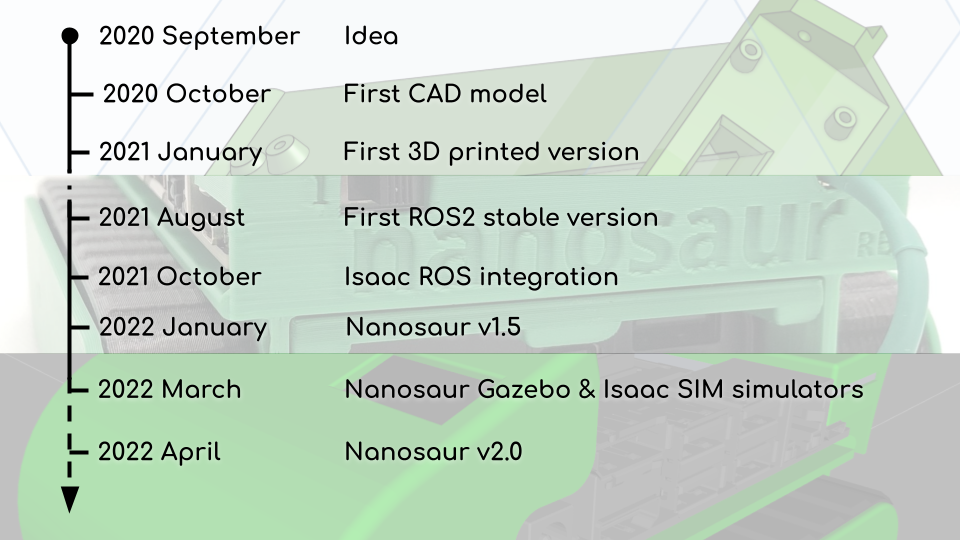 2020 September Idea
2020 October First CAD model
2021 January First 3D printed version
2021 August First ROS2 stable version
nanosaur
2021 October Isaac ROS integration
2022 January Nanosaur v1.5
2022 March Nanosaur Gazebo & Isaac SIM simulators
2022 April Nanosaur v2.0